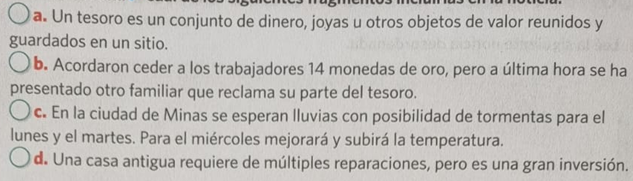 a. Un tesoro es un conjunto de dinero, joyas u otros objetos de valor reunidos y
guardados en un sitio.
b. Acordaron ceder a los trabajadores 14 monedas de oro, pero a última hora se ha
presentado otro familiar que reclama su parte del tesoro.
c. En la ciudad de Minas se esperan lluvias con posibilidad de tormentas para el
lunes y el martes. Para el miércoles mejorará y subirá la temperatura.
d. Una casa antigua requiere de múltiples reparaciones, pero es una gran inversión.